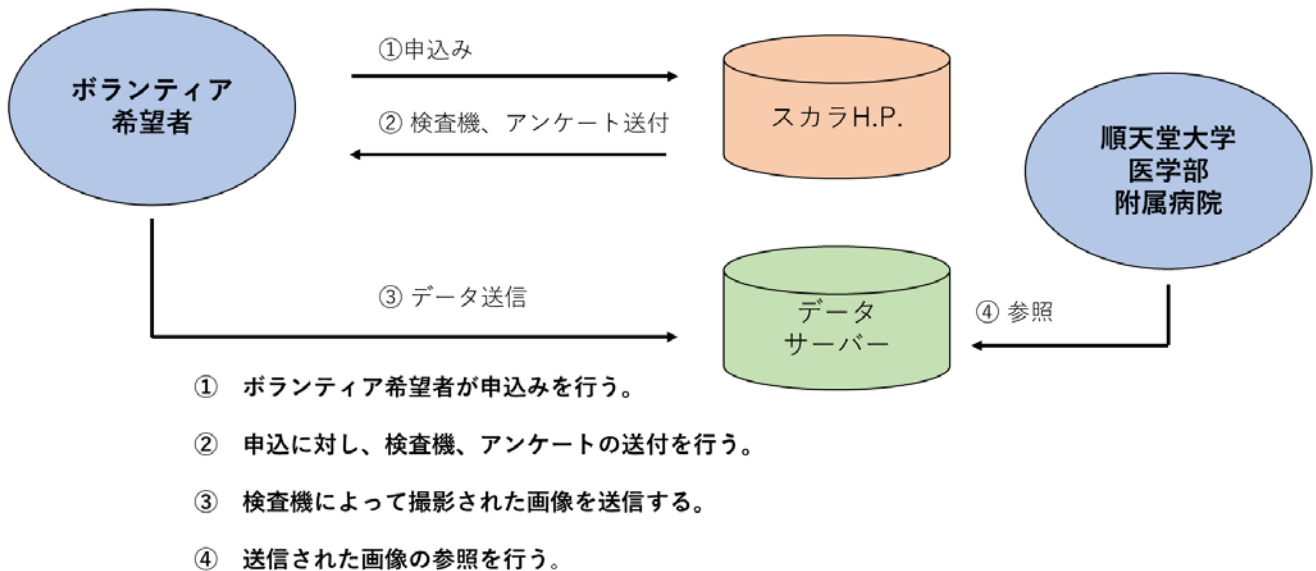 ボランティア
希望者
①申込み
② 検査機、アンケート送付
スカラH.P.
順天堂大学
医学部
附属病院
③ データ送信
データ
サーバー
④ 参照
① ボランティア希望者が申込みを行う。
② 申込に対し、検査機、アンケートの送付を行う。
③ 検査機によって撮影された画像を送信する。
④ 送信された画像の参照を行う。